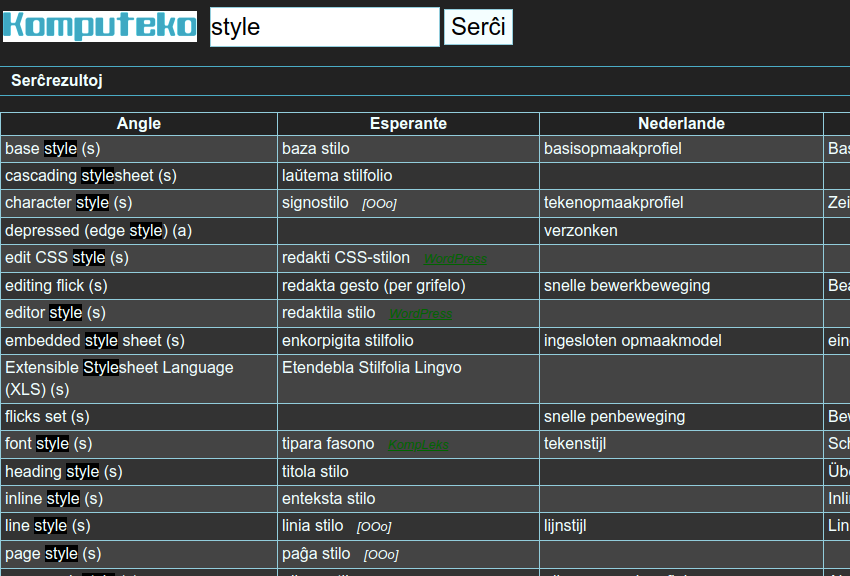 Komputeko style Serĉi
Serĉrezultoj
Angle Esperante Nederlande
base style (s) baza stilo basisopmaakprofiel Bas
cascading stylesheet (s) laŭtema stilfolio
character style (s) signostilo [OOo] tekenopmaakprofiel Zei
depressed (edge style) (a) verzonken
edit CSS style (s) redakti CSS-stilon WordPress
editing flick (s) redakta gesto (per grifelo) snelle bewerkbeweging Bea
editor style (s) redaktila stilo WordPress
embedded style sheet (s) enkorpigita stilfolio ingesloten opmaakmodel ein
Extensible Stylesheet Language Etendebla Stilfolia Lingvo
(XLS) (s)
flicks set (s) snelle penbeweging Bew
font style (s) tipara fasono KompLeks tekenstijl Sch
heading style (s) titola stilo Übe
inline style (s) enteksta stilo Inli
line style (s) linia stilo [OOo] lijnstijl Lin
page style (s) paĝa stilo [OOo]